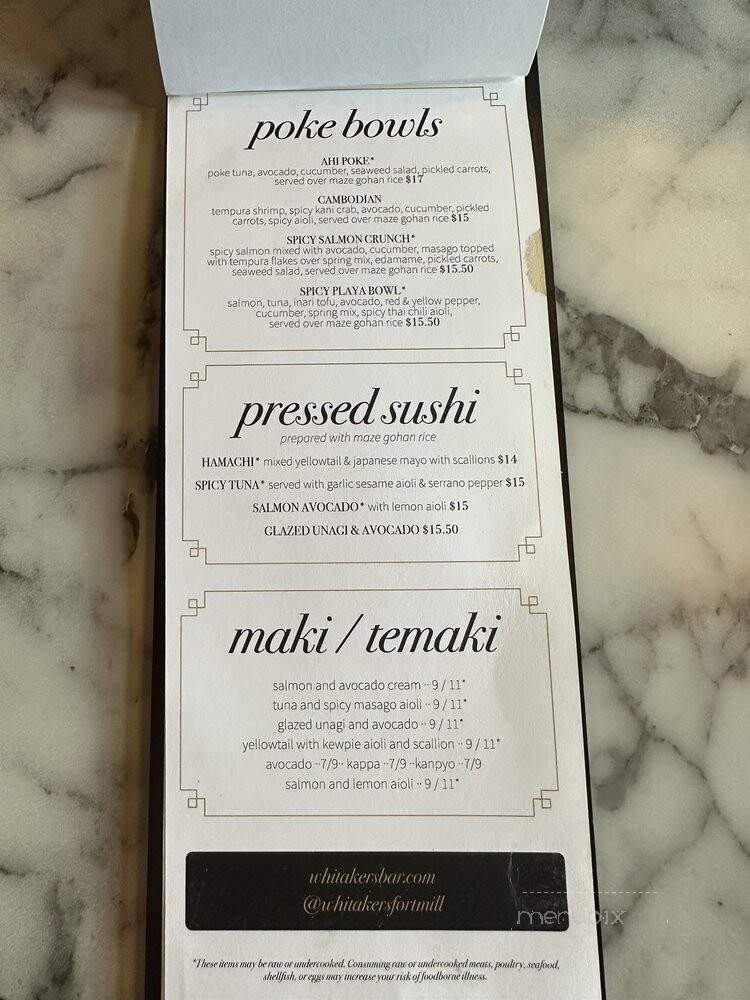 poke bowls
AHI POKE*
poke tuna, avocado, cucumber, seaweed salad, pickled carrots,
served over maze gohan rice $17
CAMBODIAN
tempura shrimp, spicy kani crab, avocado, cucumber, pickled
carrots, spicy aioli, served over maze gohan rice $15
SPICY SALMON CRUNCH*
spicy salmon mixed with avocado, cucumber, masago topped
with tempura flakes over spring mix, edamame, pickled carrots,
seaweed salad, served over maze gohan rice $15.50
SPICY PLAYA BOWL*
salmon, tuna, inari tofu, avocado, red & yellow pepper,
cucumber, spring mix, spicy thai chili aioli,
served over maze gohan rice $15.50
pressed sushi
prepared with maze gohan rice
HAMACHI* mixed yellowtail & japanese mayo with scallions $14
SPICY TUNA* served with garlic sesame aioli & serrano pepper $15
SALMON AVOCADO* with lemon aioli $15
GLAZED UNAGI & AVOCADO $15.50
maki / temaki
salmon and avocado cream -- 9 / 11*
tuna and spicy masago aioli -- 9 / 11*
glazed unagi and avocado -- 9 / 11*
yellowtail with kewpie aioli and scallion -- 9 / 11*
avocado --7/9-- kappa --7/9 --kanpyo --7/9
salmon and lemon aioli -- 9 / 11*
whitakersbar.com
@whitakersfortmill
menupix
*These items may be raw or undercooked. Consuming raw or undercooked meats, poultry, seafood,
shellfish, or eggs may increase your risk of foodborne illness.